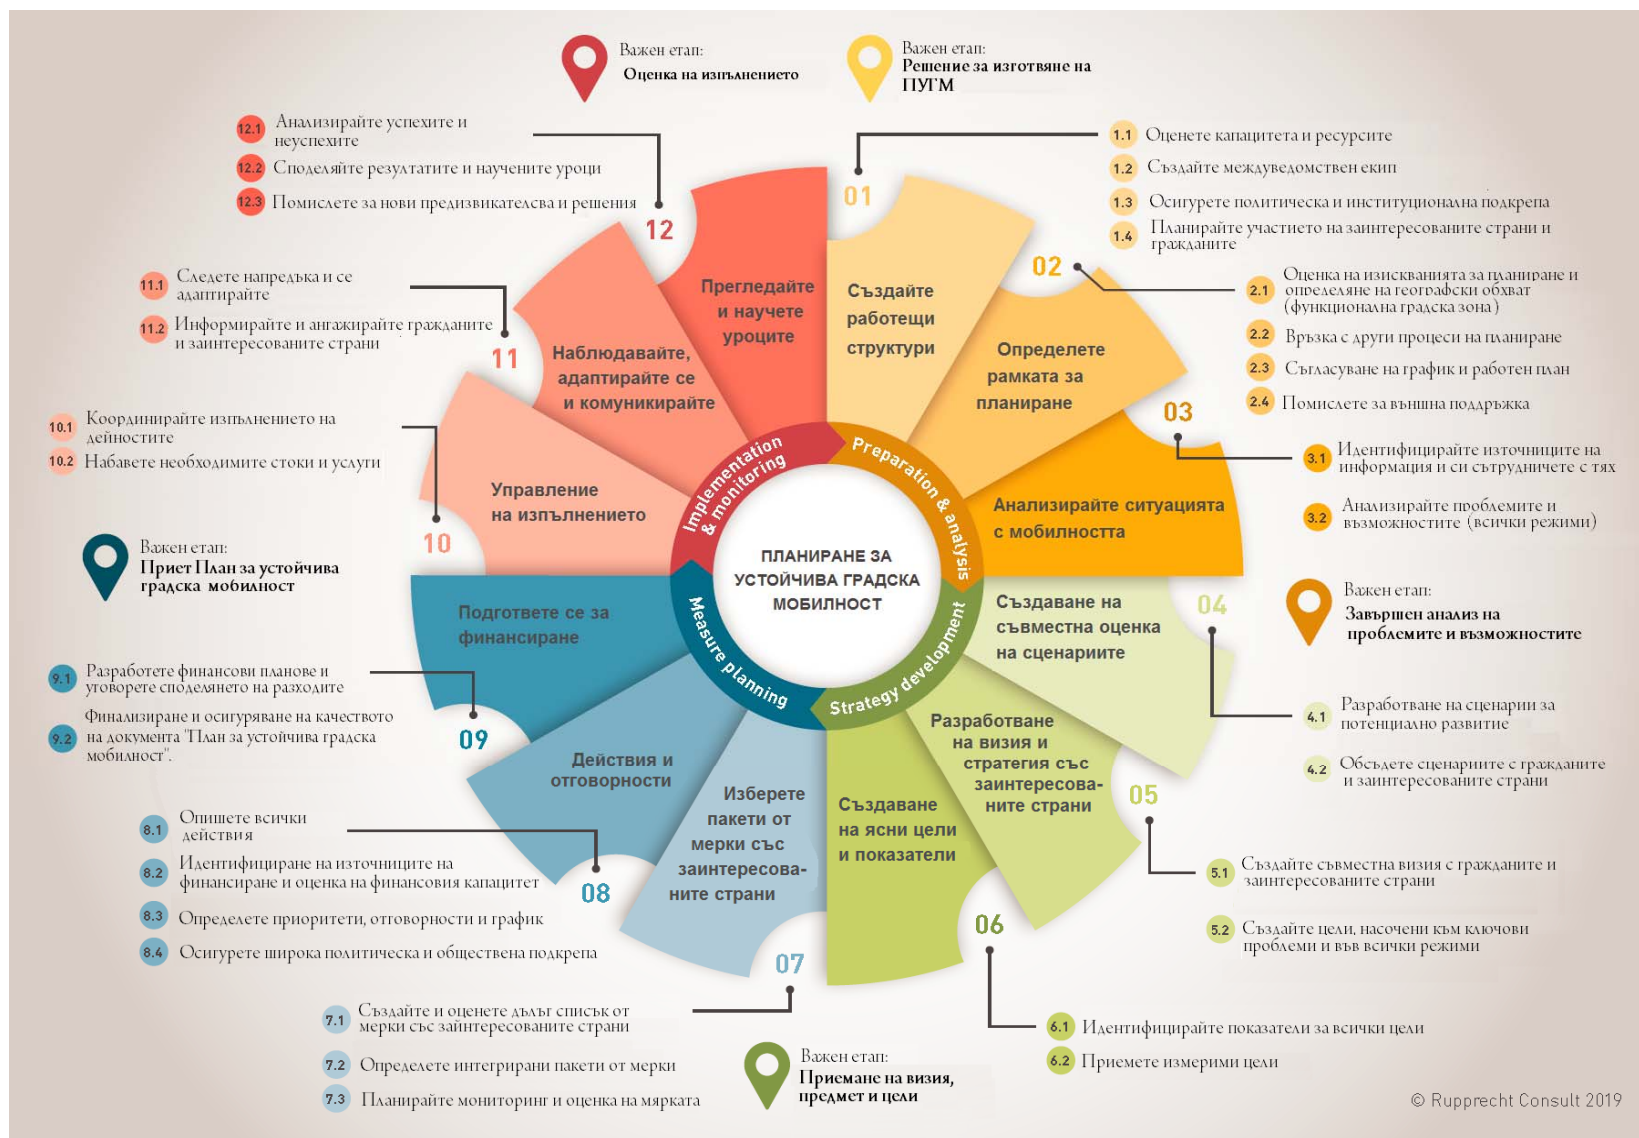 Важен етап:
Оценка на изпълнението
Важен етап:
Решение за изготвяне на
ПУГМ
12.1 Анализирайте успехите и
неуспехите
12.2 Споделяйте резултатите и научените уроци
12.3 Помислете за нови предизвикателсва и решения
1.1 Оценете капацитета и ресурсите
1.2 Създайте междуведомствен екип
1.3 Осигурете политическа и институционална подкрепа
1.4 Планирайте участието на заинтересованите страни и
гражданите
11.1 Следете напредъка и се
адаптирайте
11.2 Информирайте и ангажирайте гражданите
и заинтересованите страни
2.1 Оценка на изискванията за планиране и
определяне на географски обхват
(функционална градска зона)
2.2 Връзка с други процеси на планиране
2.3 Съгласуване на график и работен план
2.4 Помислете за външна поддръжка
10.1 Координирайте изпълнението на
дейностите
10.2 Набавете необходимите стоки и услуги
3.1 Идентифицирайте източниците на
информация и си сътрудничете с тях
3.2 Анализирайте проблемите и
възможностите (всички режими)
Важен етап:
Приет План за устойчива
градска мобилност
Важен етап:
Завършен анализ на
проблемите и възможностите
01
Създайте
работещи
структури
02
Определете
рамката за
планиране
03
Анализирайте ситуацията
с мобилността
04
Създаване на
съвместна оценка
на сценариите
05
Разработване
на визия и
стратегия със
заинтересова-
ните страни
06
Създаване
на ясни цели
и показатели
07
Изберете
пакети от
мерки със
заинтересова-
ните страни
08
Действия и
отговорности
09
Подгответе се за
финансиране
10
Управление
на изпълнението
11
Наблюдавайте,
адаптирайте се
и комуникирайте
12
Прегледайте
и научете
уроците
Preparation & analysis
Strategy development
Measure planning
Implementation
& monitoring
ПЛАНИРАНЕ ЗА
УСТОЙЧИВА ГРАДСКА
МОБИЛНОСТ
9.1 Разработете финансови планове и
уговорете споделянето на разходите
9.2 Финализиране и осигуряване на качеството
на документа "План за устойчива градска
мобилност".
4.1 Разработване на сценарии за
потенциално развитие
4.2 Обсъдете сценариите с гражданите
и заинтересованите страни
8.1 Опишете всички
действия
8.2 Идентифициране на източниците на
финансиране и оценка на финансовия капацитет
8.3 Определете приоритети, отговорности и график
8.4 Осигурете широка политическа и обществена подкрепа
5.1 Създайте съвместна визия с гражданите и
заинтересованите страни
5.2 Създайте цели, насочени към ключови
проблеми и във всички режими
7.1 Създайте и оценете дълъг списък от
мерки със зайнтересованите страни
7.2 Определете интегрирани пакети от мерки
7.3 Планирайте мониторинг и оценка на мярката
Важен етап:
Приемане на визия,
предмет и цели
6.1 Идентифицирайте показатели за всички цели
6.2 Приемете измерими цели
© Rupprecht Consult 2019